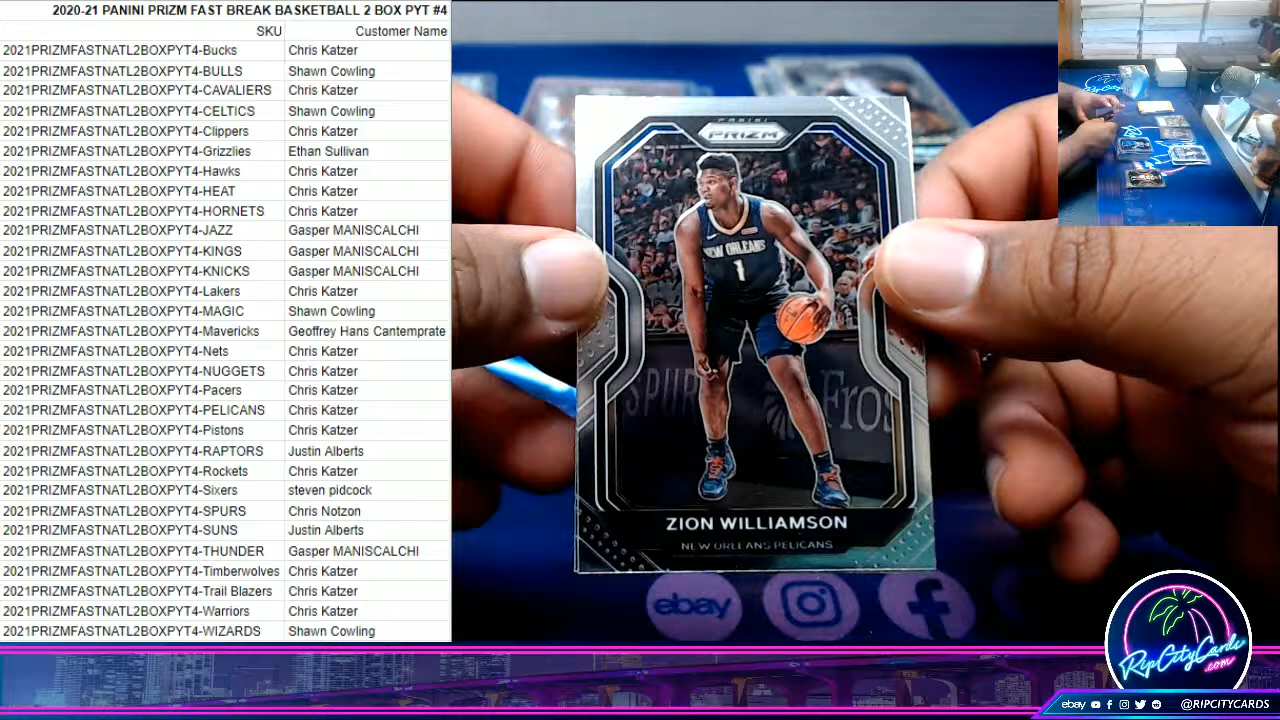 2020-21 PANINI PRIZM FAST BREAK BASKETBALL 2 BOX PYT #4
SKU Customer Name
2021PRIZMFASTNATL2BOXPYT4-Bucks Chris Katzer
2021PRIZMFASTNATL2BOXPYT4-BULLS Shawn Cowling
2021PRIZMFASTNATL2BOXPYT4-CAVALIERS Chris Katzer
2021PRIZMFASTNATL2BOXPYT4-CELTICS Shawn Cowling
2021PRIZMFASTNATL2BOXPYT4-Clippers Chris Katzer
2021PRIZMFASTNATL2BOXPYT4-Grizzlies Ethan Sullivan
2021PRIZMFASTNATL2BOXPYT4-Hawks Chris Katzer
2021PRIZMFASTNATL2BOXPYT4-HEAT Chris Katzer
2021PRIZMFASTNATL2BOXPYT4-HORNETS Chris Katzer
2021PRIZMFASTNATL2BOXPYT4-JAZZ Gasper MANISCALCHI
2021PRIZMFASTNATL2BOXPYT4-KINGS Gasper MANISCALCHI
2021PRIZMFASTNATL2BOXPYT4-KNICKS Gasper MANISCALCHI
2021PRIZMFASTNATL2BOXPYT4-Lakers Chris Katzer
2021PRIZMFASTNATL2BOXPYT4-MAGIC Shawn Cowling
2021PRIZMFASTNATL2BOXPYT4-Mavericks Geoffrey Hans Cantemprate
2021PRIZMFASTNATL2BOXPYT4-Nets Chris Katzer
2021PRIZMFASTNATL2BOXPYT4-NUGGETS Chris Katzer
2021PRIZMFASTNATL2BOXPYT4-Pacers Chris Katzer
2021PRIZMFASTNATL2BOXPYT4-PELICANS Chris Katzer
2021PRIZMFASTNATL2BOXPYT4-Pistons Chris Katzer
2021PRIZMFASTNATL2BOXPYT4-RAPTORS Justin Alberts
2021PRIZMFASTNATL2BOXPYT4-Rockets Chris Katzer
2021PRIZMFASTNATL2BOXPYT4-Sixers steven pidcock
2021PRIZMFASTNATL2BOXPYT4-SPURS Chris Notzon
2021PRIZMFASTNATL2BOXPYT4-SUNS Justin Alberts
2021PRIZMFASTNATL2BOXPYT4-THUNDER Gasper MANISCALCHI
2021PRIZMFASTNATL2BOXPYT4-Timberwolves Chris Katzer
2021PRIZMFASTNATL2BOXPYT4-Trail Blazers Chris Katzer
2021PRIZMFASTNATL2BOXPYT4-Warriors Chris Katzer
2021PRIZMFASTNATL2BOXPYT4-WIZARDS Shawn Cowling
PANINI
PRIZM
NEW ORLEANS
1
SPUR
Fros
ZION WILLIAMSON
NEW ORLEANS PELICANS
ebay
RipCityCards
.com
ebay @RIPCITYCARDS